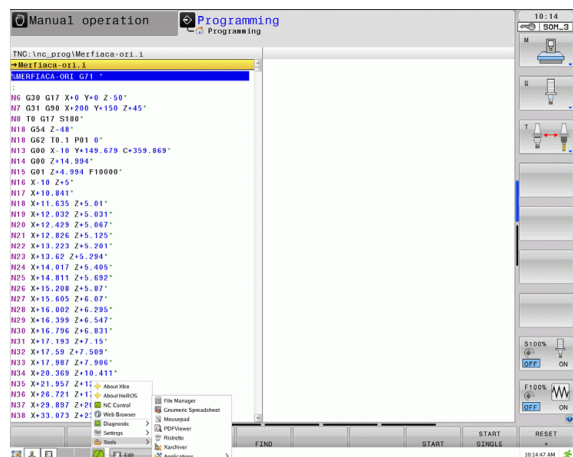 Manual operation
Programming
Programming
10:14
SOM_3
TNC:\nc_prog\Merfiaca-ori.i
→Merfiaca-ori.i
%MERFIACA-ORI G71 *
;
N6 G30 G17 X+0 Y+0 Z-50*
N7 G31 G90 X+200 Y+150 Z+45*
N8 T0 G17 S180*
N10 G54 Z-48*
N10 G62 T0.1 P01 0*
N13 G00 X-10 Y+149.679 C+359.869*
N14 G00 Z+14.994*
N15 G01 Z+4.994 F10000*
N16 X-10 Z+5*
N17 X+10.841*
N18 X+11.635 Z+5.01*
N19 X+12.032 Z+5.031*
N20 X+12.429 Z+5.067*
N21 X+12.826 Z+5.125*
N22 X+13.223 Z+5.201*
N23 X+13.62 Z+5.294*
N24 X+14.017 Z+5.405*
N25 X+14.811 Z+5.692*
N26 X+15.208 Z+5.87*
N27 X+15.605 Z+6.07*
N28 X+16.002 Z+6.295*
N29 X+16.399 Z+6.547*
N30 X+16.796 Z+6.831*
N31 X+17.193 Z+7.15*
N32 X+17.59 Z+7.509*
N33 X+17.987 Z+7.906*
N34 X+20.369 Z+10.411*
N35 X+21.957 Z+1
N36 X+26.721 Z+1
N37 X+29.897 Z+2
N38 X+33.073 Z+2
About Xfce
About HeROS
NC Control
Web Browser
Diagnostic
Settings
Tools
Edit
File Manager
Gnumeric Spreadsheet
Mousepad
PDFViewer
Ristretto
Xarchiver
Applications
M
S
T
S100%
OFF ON
F100%
OFF ON
FIND
START
START SINGLE
RESET +
10:14:47 AM